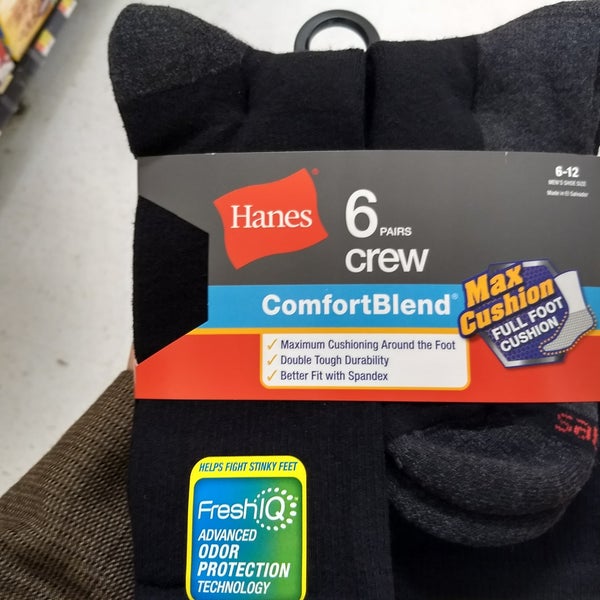 6-12
MEN'S SHOE SIZE
Made in El Salvador
Hanes®
6 PAIRS
crew
ComfortBlend®
Max
Cushion
FULL FOOT
CUSHION
✓ Maximum Cushioning Around the Foot
✓ Double Tough Durability
✓ Better Fit with Spandex
HELPS FIGHT STINKY FEET
FreshIQ
ADVANCED
ODOR
PROTECTION
TECHNOLOGY